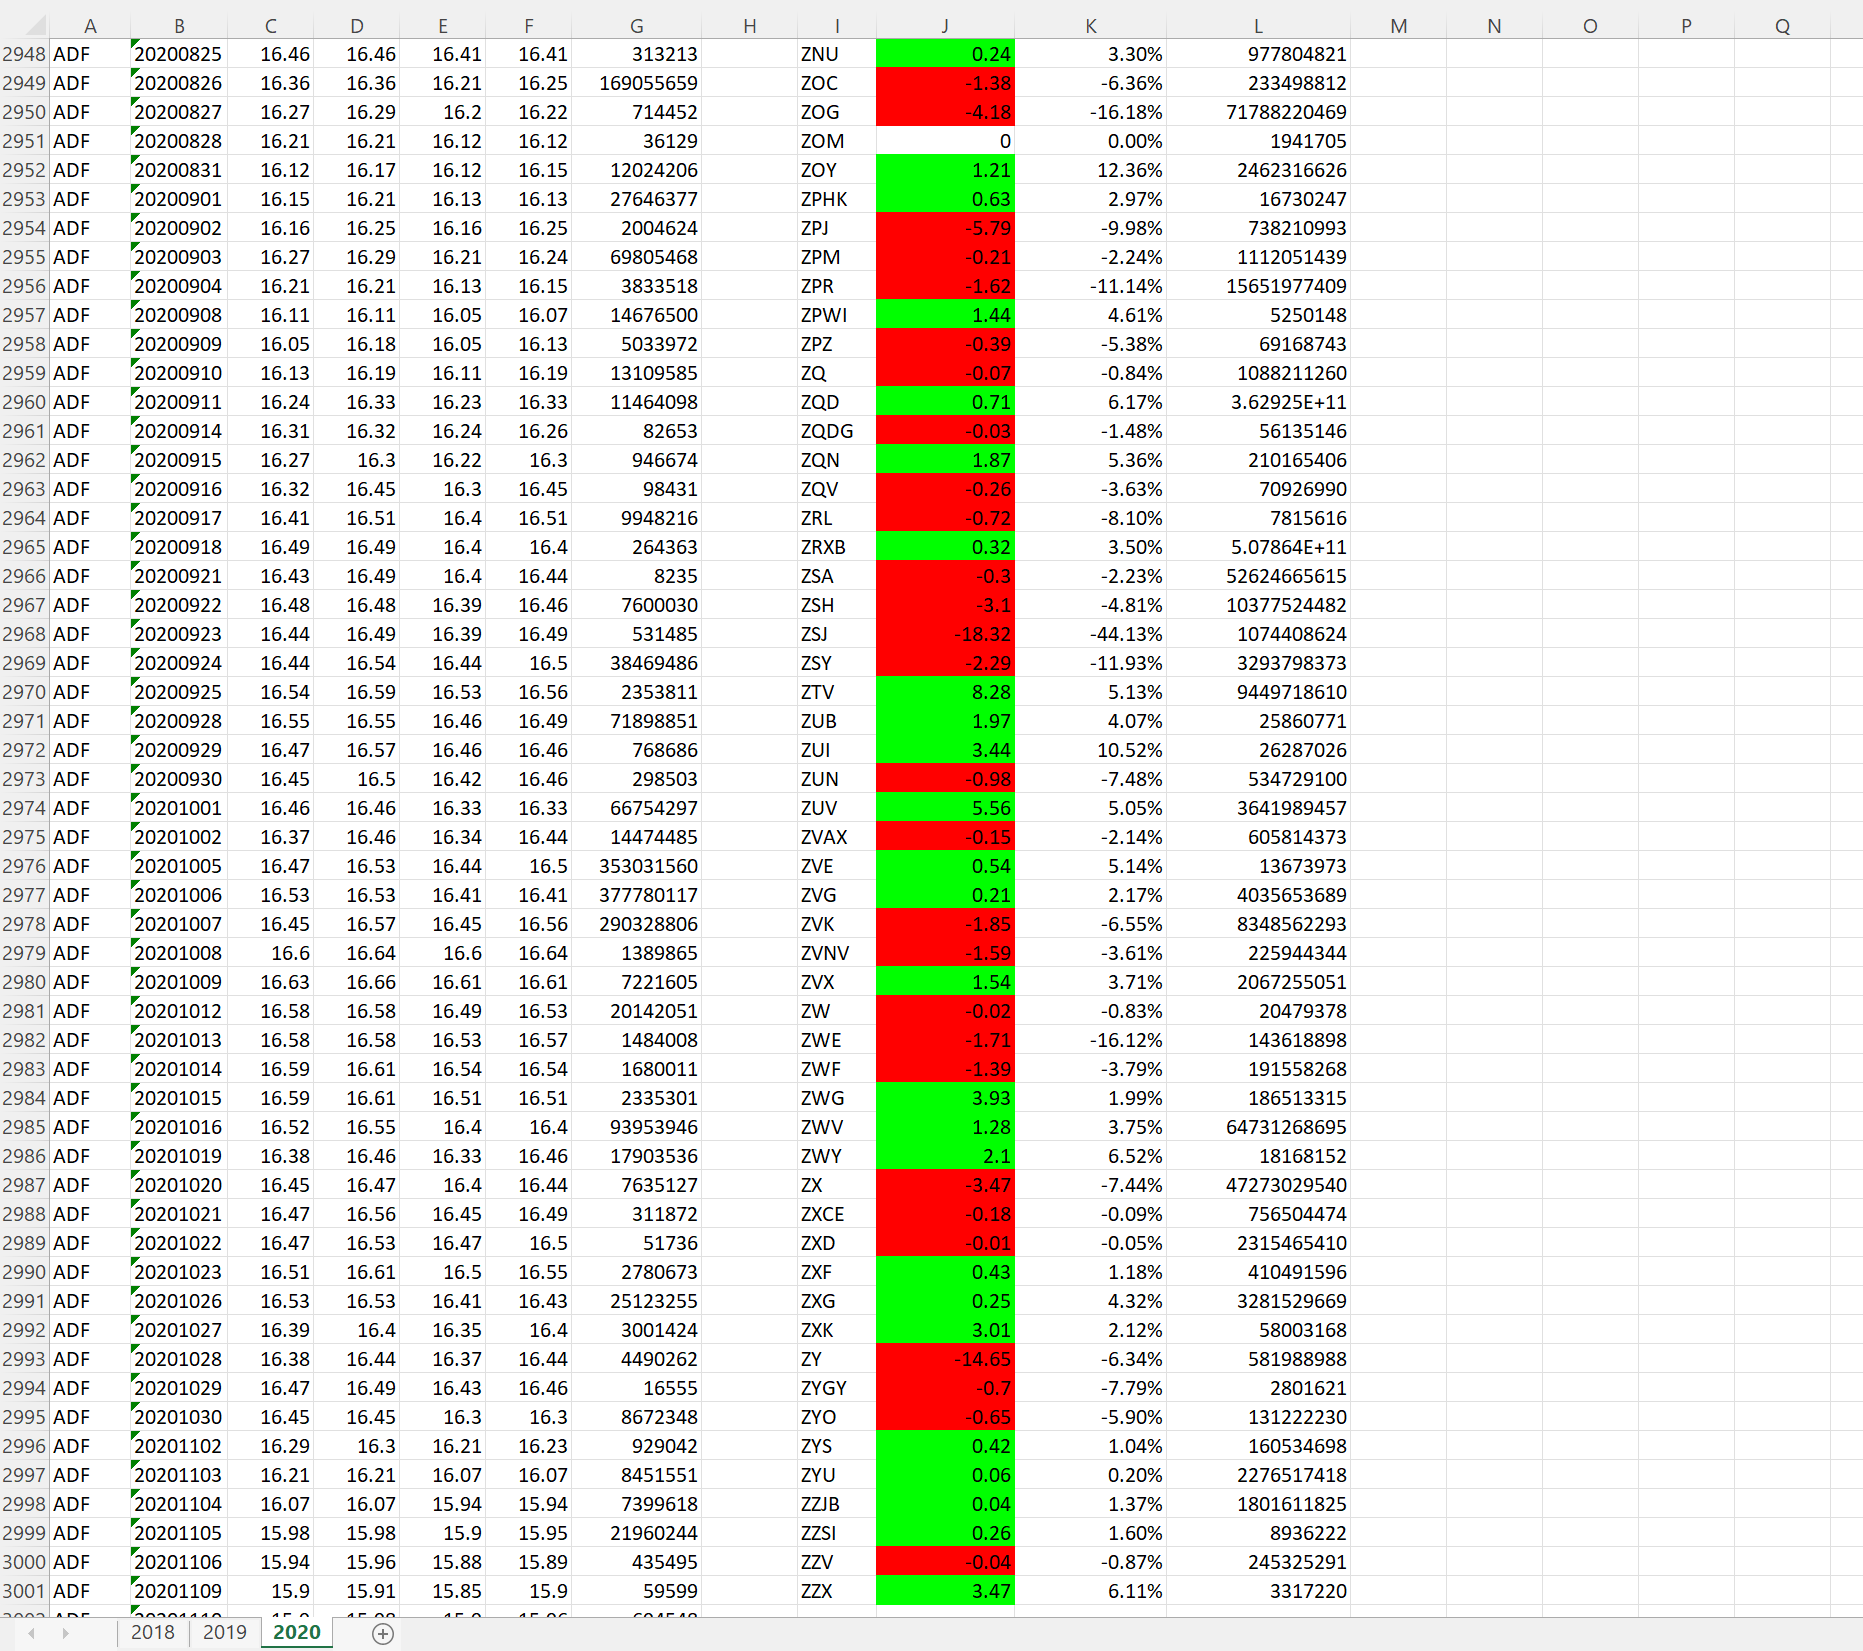 A B C D E F G H I J K L M N O P Q
2948 ADF 20200825 16.46 16.46 16.41 16.41 313213 ZNU 0.24 3.30% 977804821
2949 ADF 20200826 16.36 16.36 16.21 16.25 169055659 ZOC -1.38 -6.36% 233498812
2950 ADF 20200827 16.27 16.29 16.2 16.22 714452 ZOG -4.18 -16.18% 71788220469
2951 ADF 20200828 16.21 16.21 16.12 16.12 36129 ZOM 0 0.00% 1941705
2952 ADF 20200831 16.12 16.17 16.12 16.15 12024206 ZOY 1.21 12.36% 2462316626
2953 ADF 20200901 16.15 16.21 16.13 16.13 27646377 ZPHK 0.63 2.97% 16730247
2954 ADF 20200902 16.16 16.25 16.16 16.25 2004624 ZPJ -5.79 -9.98% 738210993
2955 ADF 20200903 16.27 16.29 16.21 16.24 69805468 ZPM -0.21 -2.24% 1112051439
2956 ADF 20200904 16.21 16.21 16.13 16.15 3833518 ZPR -1.62 -11.14% 15651977409
2957 ADF 20200908 16.11 16.11 16.05 16.07 14676500 ZPWI 1.44 4.61% 5250148
2958 ADF 20200909 16.05 16.18 16.05 16.13 5033972 ZPZ -0.39 -5.38% 69168743
2959 ADF 20200910 16.13 16.19 16.11 16.19 13109585 ZQ -0.07 -0.84% 1088211260
2960 ADF 20200911 16.24 16.33 16.23 16.33 11464098 ZQD 0.71 6.17% 3.62925E+11
2961 ADF 20200914 16.31 16.32 16.24 16.26 82653 ZQDG -0.03 -1.48% 56135146
2962 ADF 20200915 16.27 16.3 16.22 16.3 946674 ZQN 1.87 5.36% 210165406
2963 ADF 20200916 16.32 16.45 16.3 16.45 98431 ZQV -0.26 -3.63% 70926990
2964 ADF 20200917 16.41 16.51 16.4 16.51 9948216 ZRL -0.72 -8.10% 7815616
2965 ADF 20200918 16.49 16.49 16.4 16.4 264363 ZRXB 0.32 3.50% 5.07864E+11
2966 ADF 20200921 16.43 16.49 16.4 16.44 8235 ZSA -0.3 -2.23% 52624665615
2967 ADF 20200922 16.48 16.48 16.39 16.46 7600030 ZSH -3.1 -4.81% 10377524482
2968 ADF 20200923 16.44 16.49 16.39 16.49 531485 ZSJ -18.32 -44.13% 1074408624
2969 ADF 20200924 16.44 16.54 16.44 16.5 38469486 ZSY -2.29 -11.93% 3293798373
2970 ADF 20200925 16.54 16.59 16.53 16.56 2353811 ZTV 8.28 5.13% 9449718610
2971 ADF 20200928 16.55 16.55 16.46 16.49 71898851 ZUB 1.97 4.07% 25860771
2972 ADF 20200929 16.47 16.57 16.46 16.46 768686 ZUI 3.44 10.52% 26287026
2973 ADF 20200930 16.45 16.5 16.42 16.46 298503 ZUN -0.98 -7.48% 534729100
2974 ADF 20201001 16.46 16.46 16.33 16.33 66754297 ZUV 5.56 5.05% 3641989457
2975 ADF 20201002 16.37 16.46 16.34 16.44 14474485 ZVAX -0.15 -2.14% 605814373
2976 ADF 20201005 16.47 16.53 16.44 16.5 353031560 ZVE 0.54 5.14% 13673973
2977 ADF 20201006 16.53 16.53 16.41 16.41 377780117 ZVG 0.21 2.17% 4035653689
2978 ADF 20201007 16.45 16.57 16.45 16.56 290328806 ZVK -1.85 -6.55% 8348562293
2979 ADF 20201008 16.6 16.64 16.6 16.64 1389865 ZVNV -1.59 -3.61% 225944344
2980 ADF 20201009 16.63 16.66 16.61 16.61 7221605 ZVX 1.54 3.71% 2067255051
2981 ADF 20201012 16.58 16.58 16.49 16.53 20142051 ZW -0.02 -0.83% 20479378
2982 ADF 20201013 16.58 16.58 16.53 16.57 1484008 ZWE -1.71 -16.12% 143618898
2983 ADF 20201014 16.59 16.61 16.54 16.54 1680011 ZWF -1.39 -3.79% 191558268
2984 ADF 20201015 16.59 16.61 16.51 16.51 2335301 ZWG 3.93 1.99% 186513315
2985 ADF 20201016 16.52 16.55 16.4 16.4 93953946 ZWV 1.28 3.75% 64731268695
2986 ADF 20201019 16.38 16.46 16.33 16.46 17903536 ZWY 2.1 6.52% 18168152
2987 ADF 20201020 16.45 16.47 16.4 16.44 7635127 ZX -3.47 -7.44% 47273029540
2988 ADF 20201021 16.47 16.56 16.45 16.49 311872 ZXCE -0.18 -0.09% 756504474
2989 ADF 20201022 16.47 16.53 16.47 16.5 51736 ZXD -0.01 -0.05% 2315465410
2990 ADF 20201023 16.51 16.61 16.5 16.55 2780673 ZXF 0.43 1.18% 410491596
2991 ADF 20201026 16.53 16.53 16.41 16.43 25123255 ZXG 0.25 4.32% 3281529669
2992 ADF 20201027 16.39 16.4 16.35 16.4 3001424 ZXK 3.01 2.12% 58003168
2993 ADF 20201028 16.38 16.44 16.37 16.44 4490262 ZY -14.65 -6.34% 581988988
2994 ADF 20201029 16.47 16.49 16.43 16.46 16555 ZYGY -0.7 -7.79% 2801621
2995 ADF 20201030 16.45 16.45 16.3 16.3 8672348 ZYO -0.65 -5.90% 131222230
2996 ADF 20201102 16.29 16.3 16.21 16.23 929042 ZYS 0.42 1.04% 160534698
2997 ADF 20201103 16.21 16.21 16.07 16.07 8451551 ZYU 0.06 0.20% 2276517418
2998 ADF 20201104 16.07 16.07 15.94 15.94 7399618 ZZJB 0.04 1.37% 1801611825
2999 ADF 20201105 15.98 15.98 15.9 15.95 21960244 ZZSI 0.26 1.60% 8936222
3000 ADF 20201106 15.94 15.96 15.88 15.89 435495 ZZV -0.04 -0.87% 245325291
3001 ADF 20201109 15.9 15.91 15.85 15.9 59599 ZZX 3.47 6.11% 3317220
2018 2019 2020